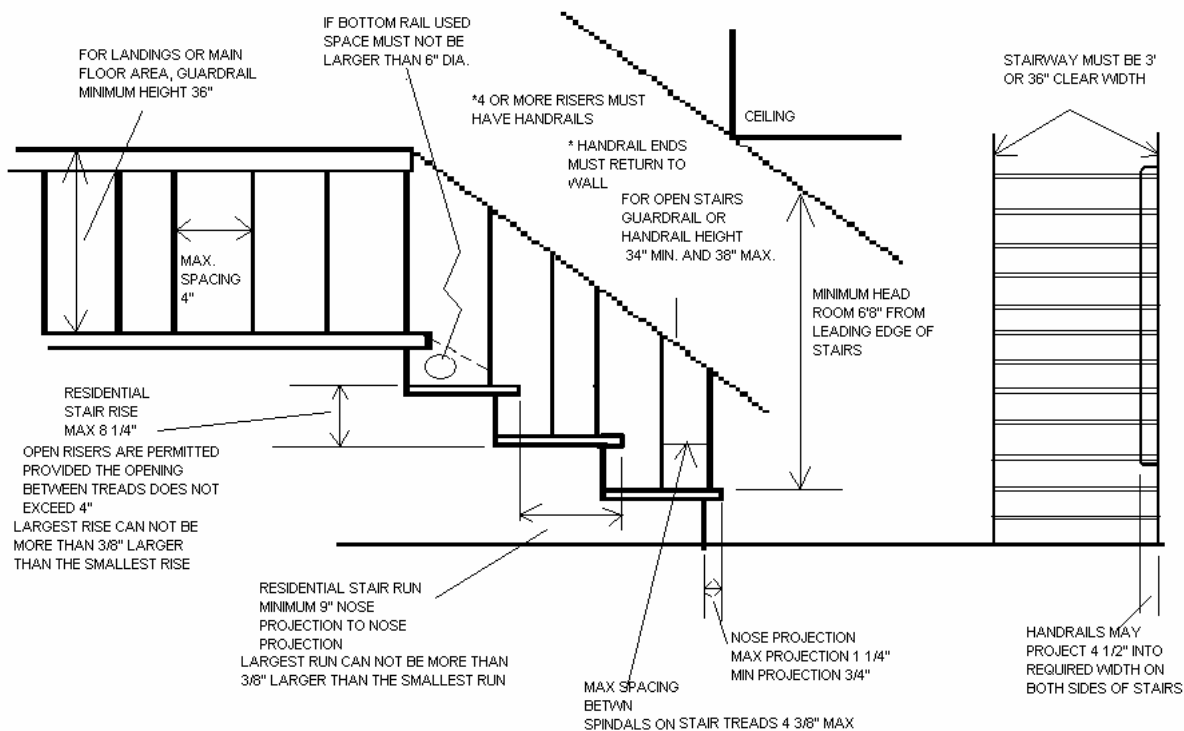 IF BOTTOM RAIL USED
SPACE MUST NOT BE
LARGER THAN 6" DIA.
FOR LANDINGS OR MAIN
FLOOR AREA, GUARDRAIL
MINIMUM HEIGHT 36"
*4 OR MORE RISERS MUST
HAVE HANDRAILS
CEILING
STAIRWAY MUST BE 3'
OR 36" CLEAR WIDTH
* HANDRAIL ENDS
MUST RETURN TO
WALL
FOR OPEN STAIRS
GUARDRAIL OR
HANDRAIL HEIGHT
34" MIN. AND 38" MAX.
MAX.
SPACING
4"
MINIMUM HEAD
ROOM 6'8" FROM
LEADING EDGE OF
STAIRS
RESIDENTIAL
STAIR RISE
MAX 8 1/4"
OPEN RISERS ARE PERMITTED
PROVIDED THE OPENING
BETWEEN TREADS DOES NOT
EXCEED 4"
LARGEST RISE CAN NOT BE
MORE THAN 3/8" LARGER
THAN THE SMALLEST RISE
RESIDENTIAL STAIR RUN
MINIMUM 9" NOSE
PROJECTION TO NOSE
PROJECTION
LARGEST RUN CAN NOT BE MORE THAN
3/8" LARGER THAN THE SMALLEST RUN
NOSE PROJECTION
MAX PROJECTION 1 1/4"
MIN PROJECTION 3/4"
MAX SPACING
BETWN
SPINDALS ON STAIR TREADS 4 3/8" MAX
HANDRAILS MAY
PROJECT 4 1/2" INTO
REQUIRED WIDTH ON
BOTH SIDES OF STAIRS